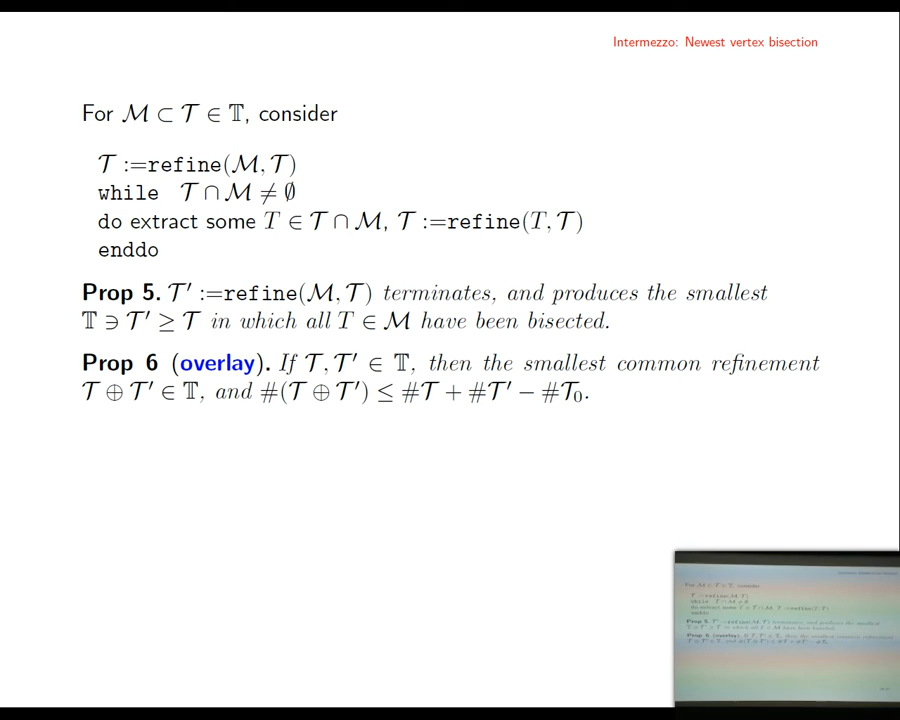 Intermezzo: Newest vertex bisection
For ℳ ⊂ 𝒯 ∈ 𝕋, consider
𝒯 :=refine(ℳ, 𝒯)
while 𝒯 ∩ ℳ ≠ ∅
do extract some T ∈ 𝒯 ∩ ℳ, 𝒯 :=refine(T, 𝒯)
enddo
Prop 5. 𝒯′ :=refine(ℳ, 𝒯) terminates, and produces the smallest
𝕋 ∋ 𝒯′ ≥ 𝒯 in which all T ∈ ℳ have been bisected.
Prop 6 (overlay). If 𝒯, 𝒯′ ∈ 𝕋, then the smallest common refinement
𝒯 ⊕ 𝒯′ ∈ 𝕋, and #(𝒯 ⊕ 𝒯′) ≤ #𝒯 + #𝒯′ − #𝒯₀.